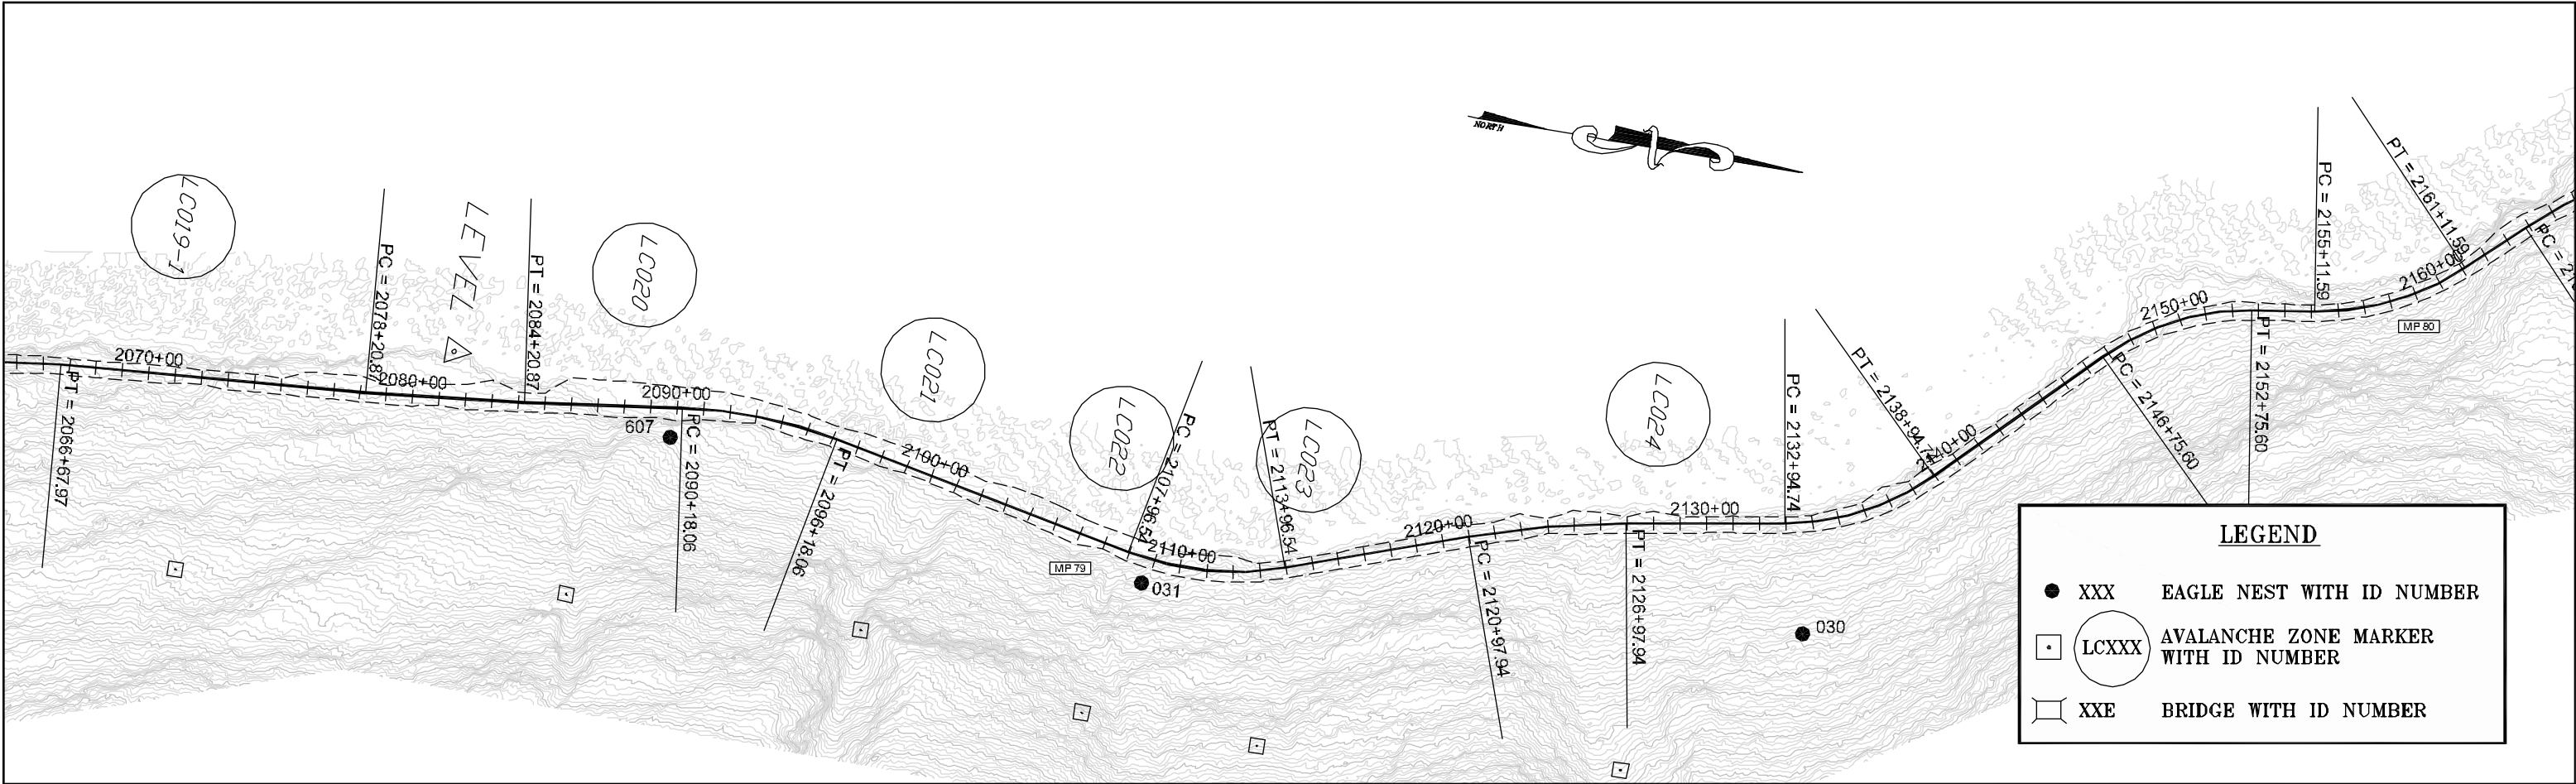 NORTH
LC019-1
LEVEL
LC020
LC021
LC022
LC023
LC024
PT = 2066+67.97
2070+00
PC = 2078+20.87
2080+00
PT = 2084+20.87
2090+00
607
PC = 2090+18.06
PT = 2096+18.06
2100+00
PC = 2107+96.54
MP 79
2110+00
031
PT = 2113+96.54
2120+00
PC = 2120+97.94
PT = 2126+97.94
2130+00
PC = 2132+94.74
030
PT = 2138+94.74
2140+00
PC = 2146+75.60
2150+00
PT = 2152+75.60
PC = 2155+11.59
MP 80
2160+00
PT = 2161+11.59
LEGEND
XXX EAGLE NEST WITH ID NUMBER
LCXXX AVALANCHE ZONE MARKER
WITH ID NUMBER
XXE BRIDGE WITH ID NUMBER